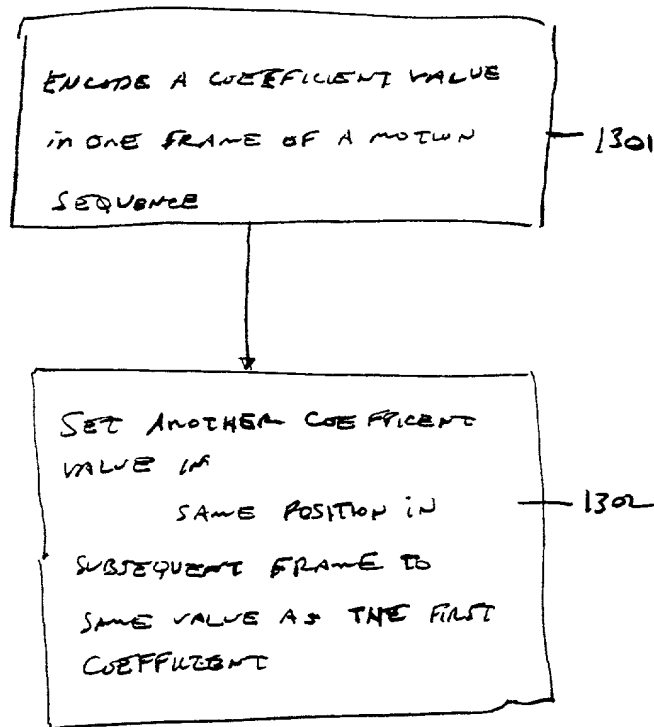 ENCODE A COEFFICIENT VALUE
in ONE FRAME OF A MOTION
SEQUENCE
1301
SET ANOTHER COEFFICENT
VALUE IN
SAME POSITION in
SUBSEQUENT FRAME TO
SAME VALUE AS THE FIRST
COEFFICIENT
1302